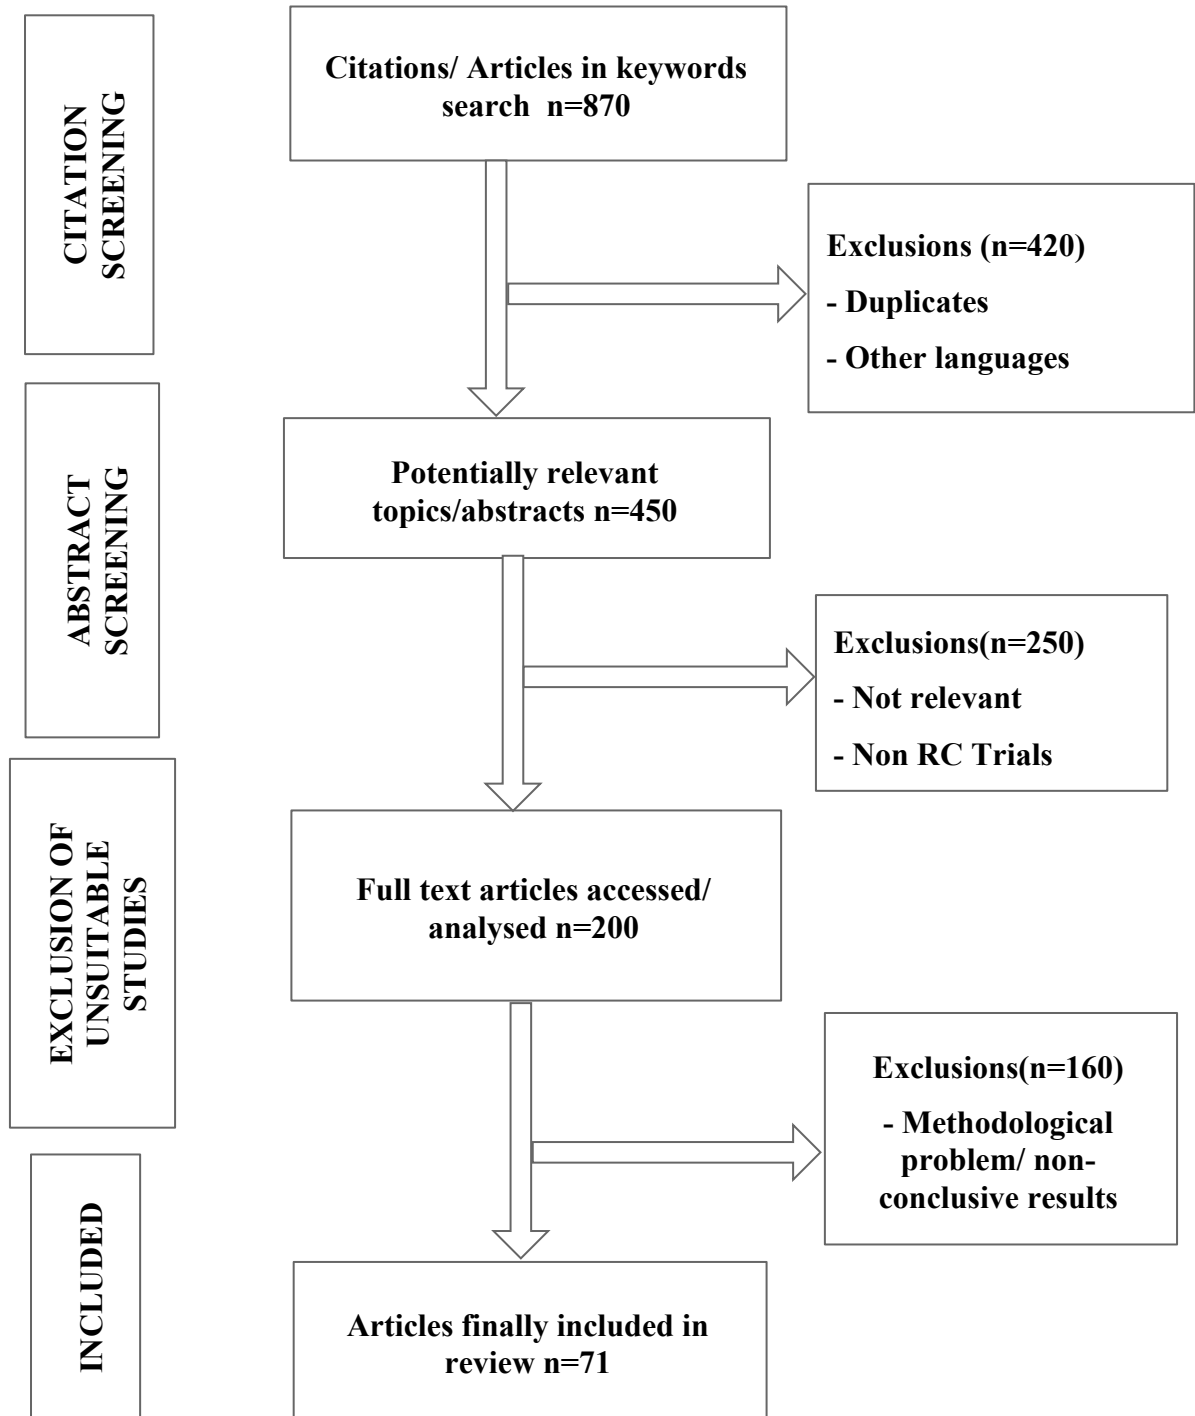 CITATION
SCREENING
Citations/ Articles in keywords
search n=870
Exclusions (n=420)
- Duplicates
- Other languages
ABSTRACT
SCREENING
Potentially relevant
topics/abstracts n=450
Exclusions(n=250)
- Not relevant
- Non RC Trials
EXCLUSION OF
UNSUITABLE
STUDIES
Full text articles accessed/
analysed n=200
Exclusions(n=160)
- Methodological
problem/ non-
conclusive results
INCLUDED
Articles finally included in
review n=71